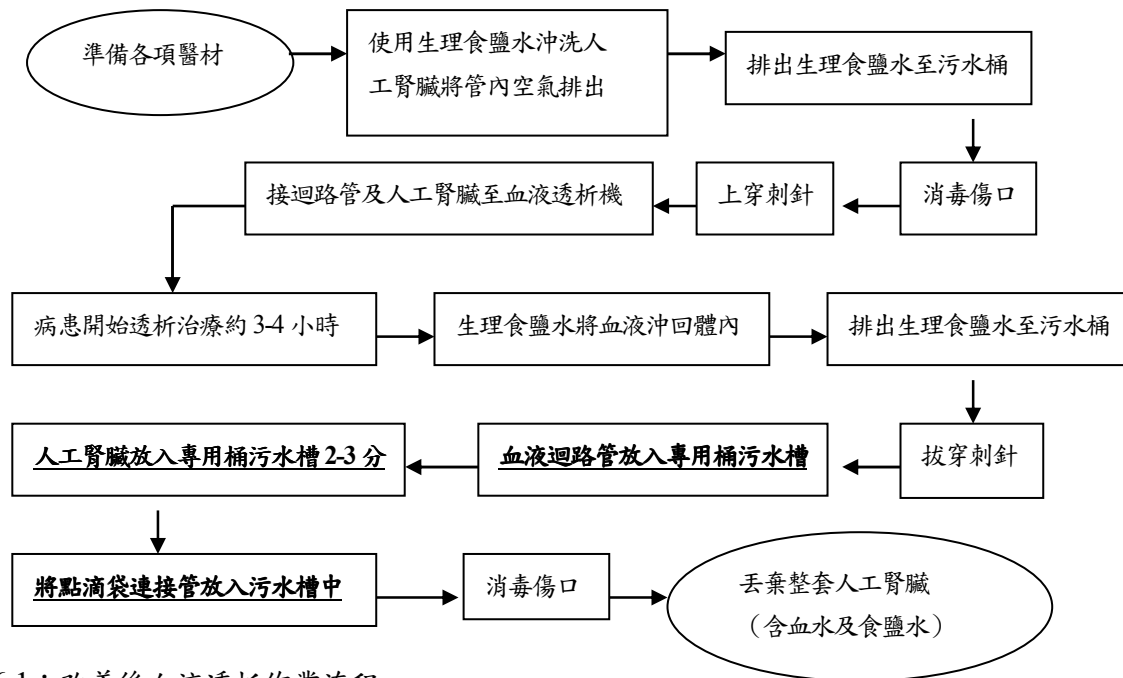 準備各項醫材
使用生理食鹽水沖洗人
工腎臟將管內空氣排出
排出生理食鹽水至污水桶
消毒傷口
上穿刺針
接迴路管及人工腎臟至血液透析機
病患開始透析治療約 3-4 小時
生理食鹽水將血液沖回體內
排出生理食鹽水至污水桶
拔穿刺針
血液迴路管放入專用桶污水槽
人工腎臟放入專用桶污水槽 2-3 分
將點滴袋連接管放入污水槽中
消毒傷口
丟棄整套人工腎臟
（含血水及食鹽水）